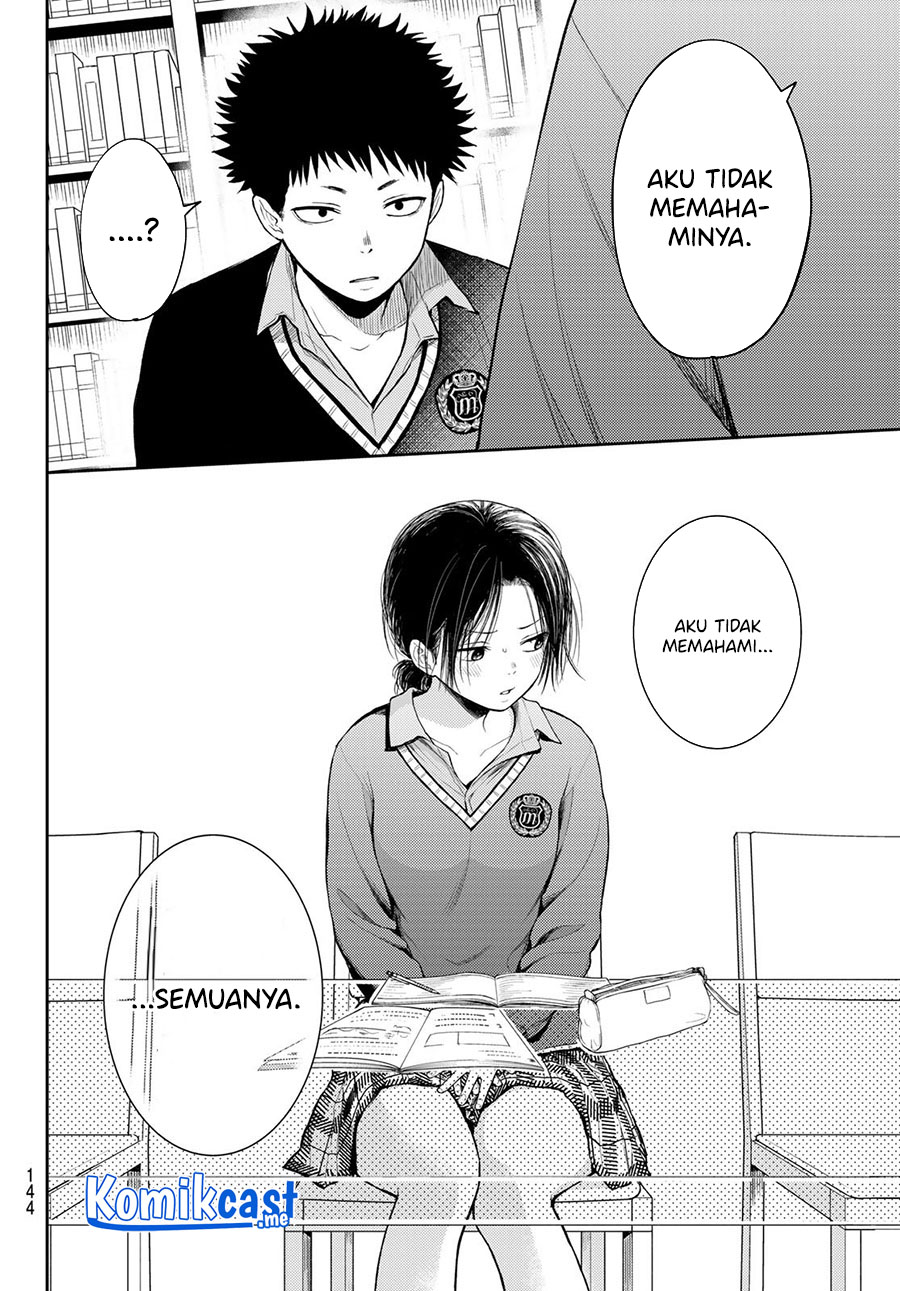 AKU TIDAK
MEMAHA-
MINYA.
....?
AKU TIDAK
MEMAHAMI...
...SEMUANYA.
m
m
144
Komikcast
.me